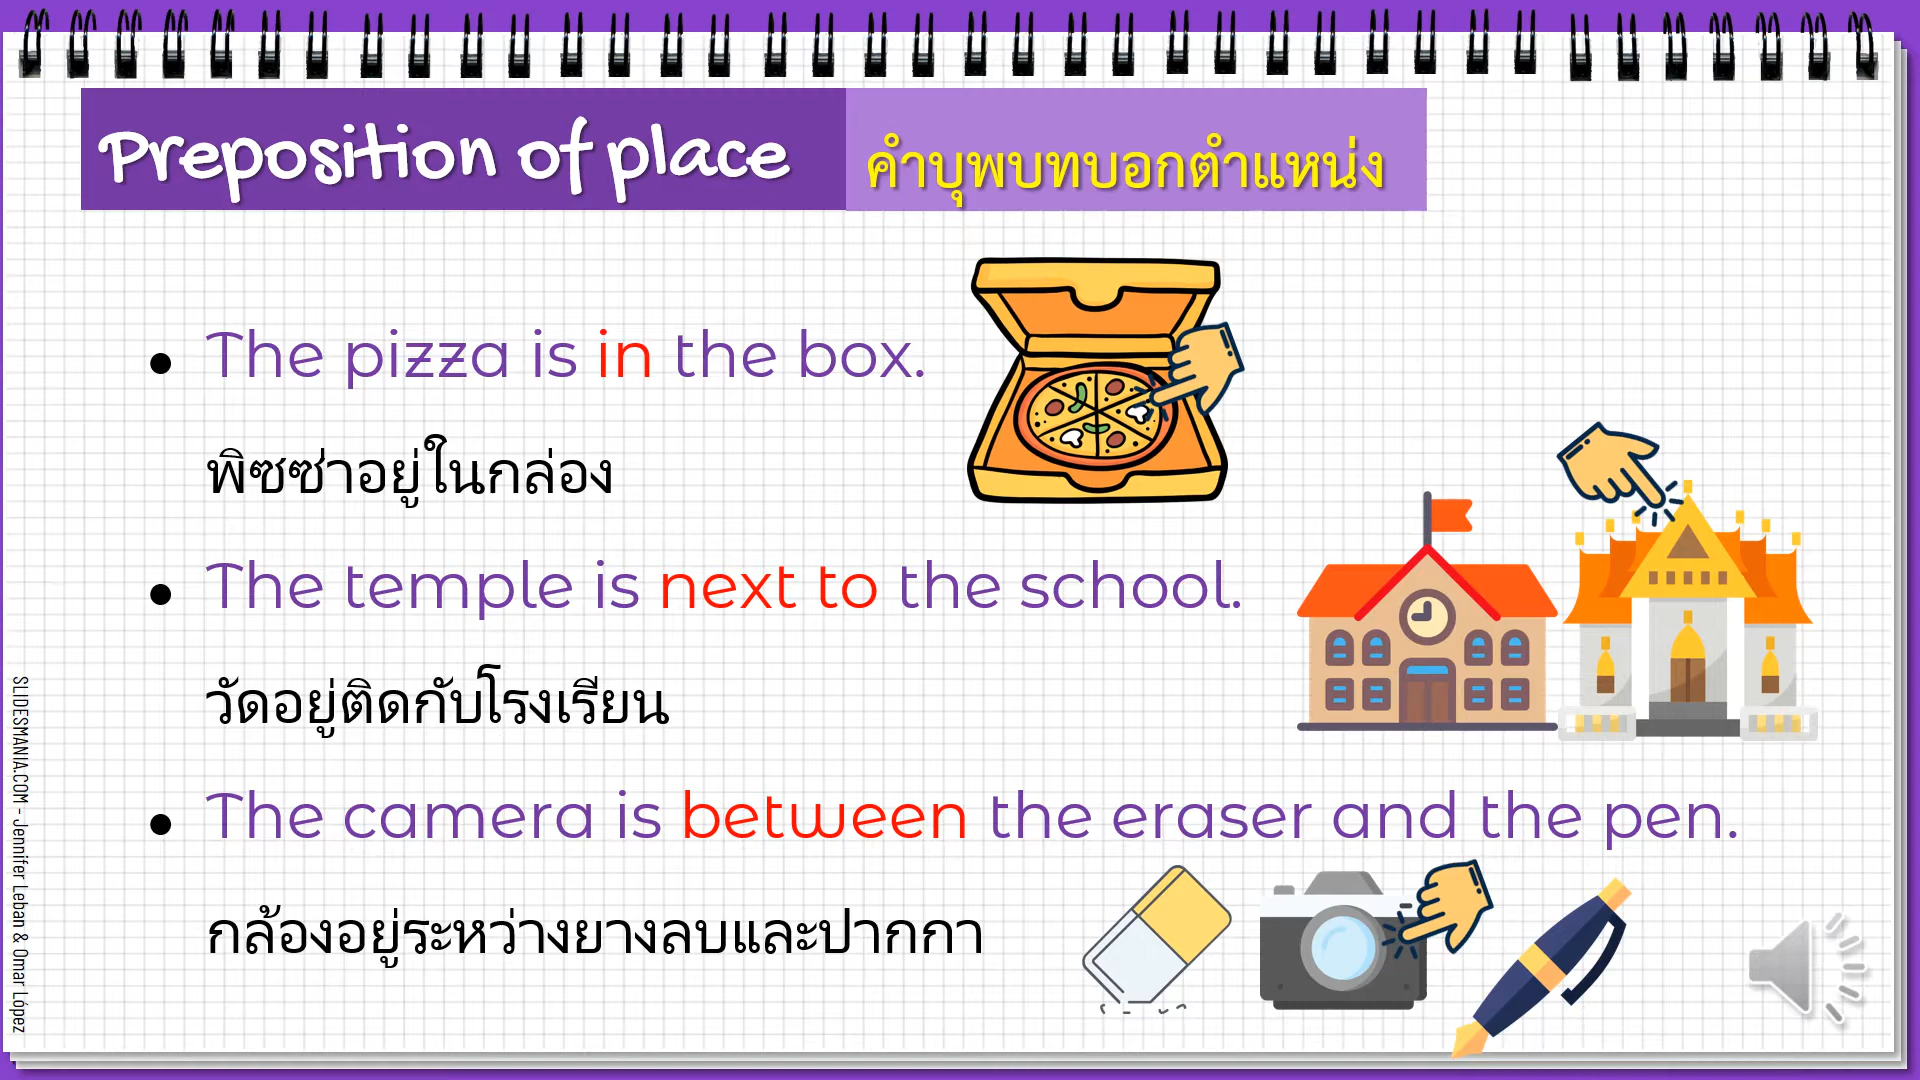 Preposition of place
คำบุพบทบอกตำแหน่ง
The pizza is in the box.
พิซซ่าอยู่ในกล่อง
The temple is next to the school.
วัดอยู่ติดกับโรงเรียน
The camera is between the eraser and the pen.
กล้องอยู่ระหว่างยางลบและปากกา
SLIDESMANIA.COM - Jennifer Leban & Omar López